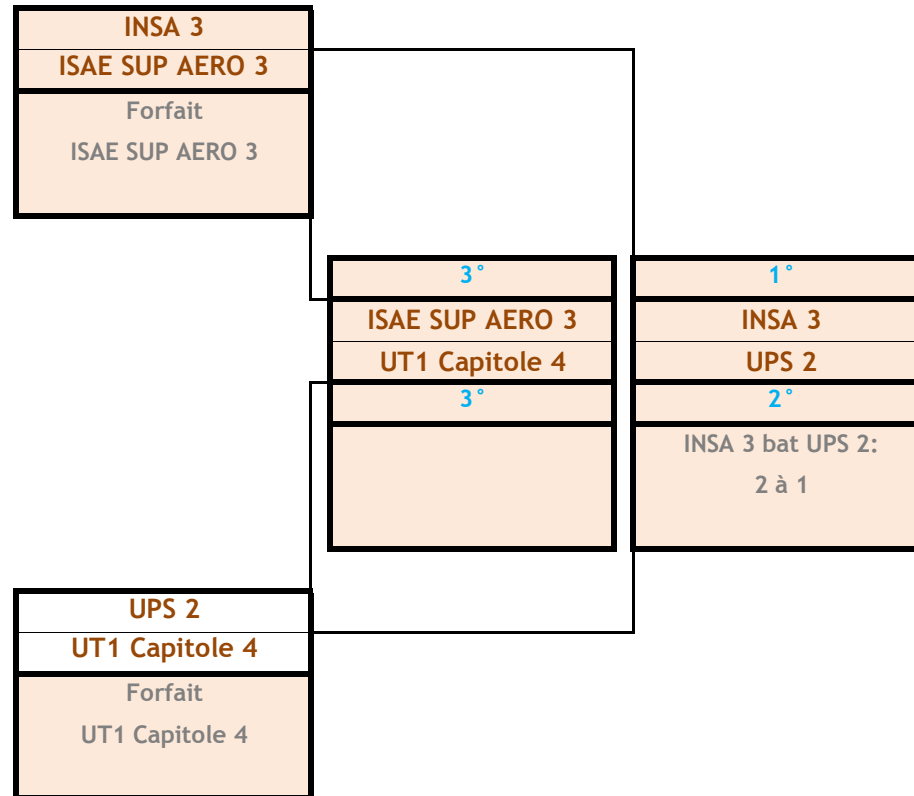 INSA 3
ISAE SUP AERO 3
Forfait
ISAE SUP AERO 3
3°
ISAE SUP AERO 3
UT1 Capitole 4
3°
1°
INSA 3
UPS 2
2°
INSA 3 bat UPS 2:
2 à 1
UPS 2
UT1 Capitole 4
Forfait
UT1 Capitole 4